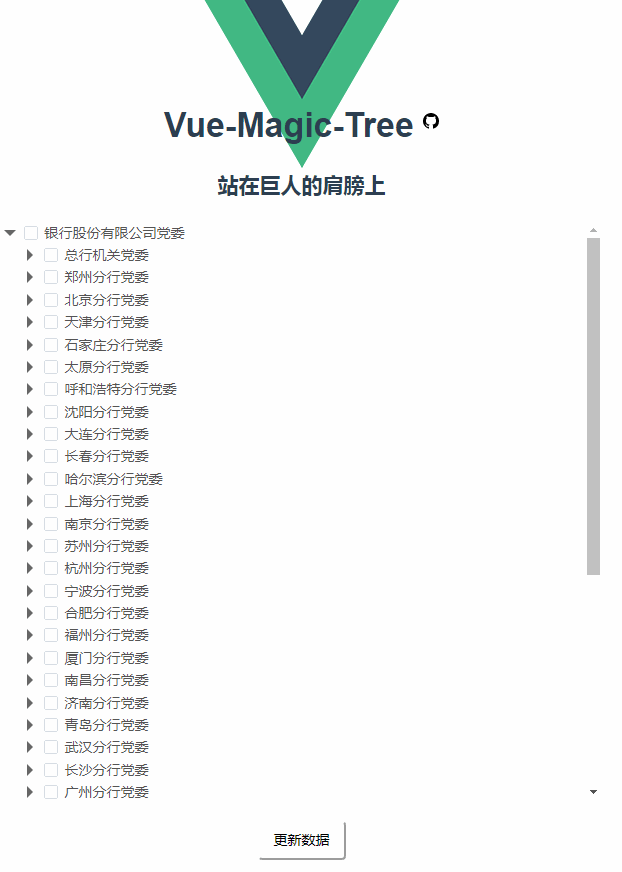 Vue-Magic-Tree
站在巨人的肩膀上
银行股份有限公司党委
总行机关党委
郑州分行党委
北京分行党委
天津分行党委
石家庄分行党委
太原分行党委
呼和浩特分行党委
沈阳分行党委
大连分行党委
长春分行党委
哈尔滨分行党委
上海分行党委
南京分行党委
苏州分行党委
杭州分行党委
宁波分行党委
合肥分行党委
福州分行党委
厦门分行党委
南昌分行党委
济南分行党委
青岛分行党委
武汉分行党委
长沙分行党委
广州分行党委
更新数据